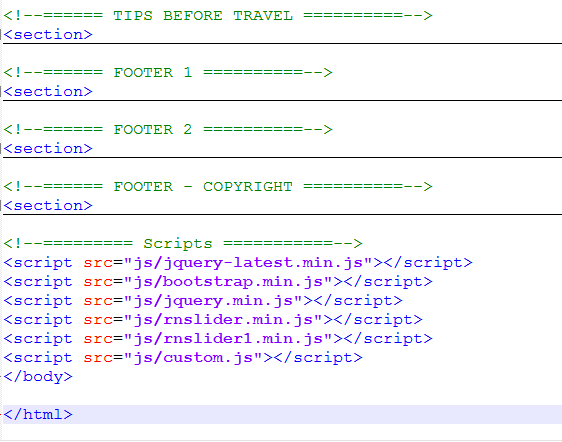 <!--====== TIPS BEFORE TRAVEL ==========-->
<section>
<!--====== FOOTER 1 ==========-->
<section>
<!--====== FOOTER 2 ==========-->
<section>
<!--====== FOOTER - COPYRIGHT ==========-->
<section>
<!--========= Scripts ===========-->
<script src="js/jquery-latest.min.js"></script>
<script src="js/bootstrap.min.js"></script>
<script src="js/jquery.min.js"></script>
<script src="js/rnslider.min.js"></script>
<script src="js/rnslider1.min.js"></script>
<script src="js/custom.js"></script>
</body>
</html>